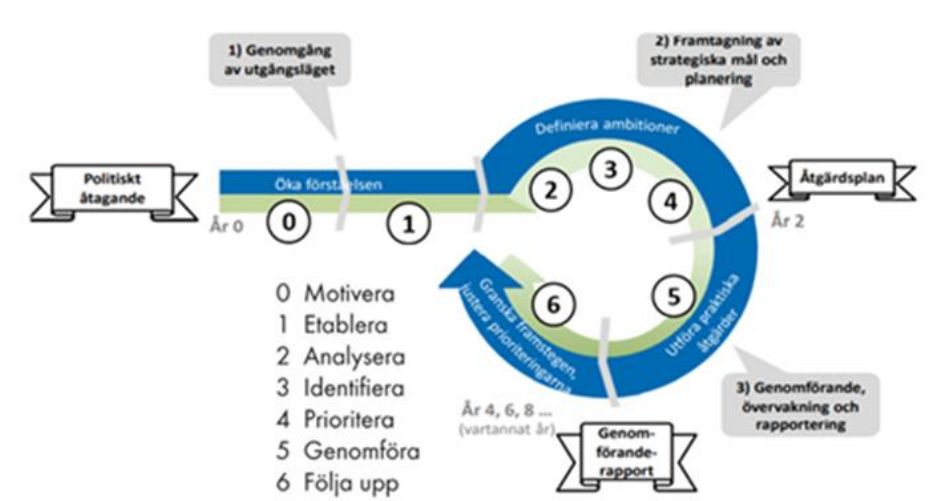 1) Genomgång
av utgångsläget
2) Framtagning av
strategiska mål och
planering
Definiera ambitioner
Politiskt
åtagande
Öka förståelsen
År 0
0
1
2
3
4
Åtgärdsplan
År 2
5
6
Utföra praktiska
åtgärder
Granska framstegen,
justera prioriteringarna
0 Motivera
1 Etablera
2 Analysera
3 Identifiera
4 Prioritera
5 Genomföra
6 Följa upp
År 4, 6, 8 ...
(vartannat år)
Genom-
förande-
rapport
3) Genomförande,
övervakning och
rapportering